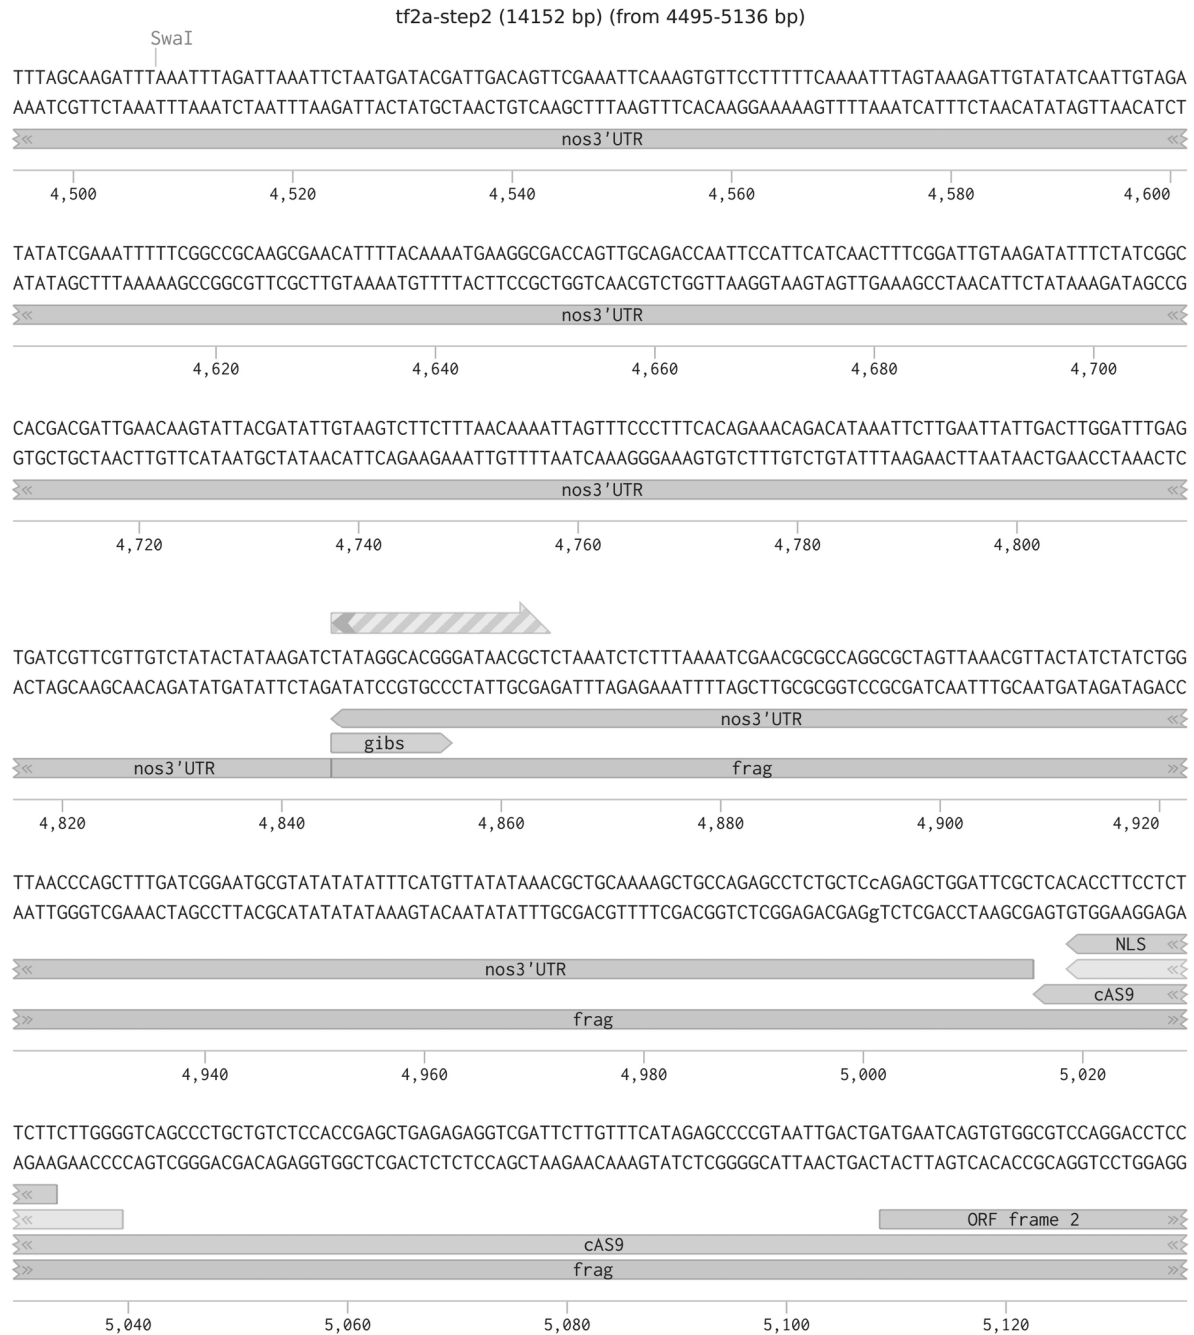 tf2a-step2 (14152 bp) (from 4495-5136 bp)
SwaI
TTTAGCAAGATTTAAATTTAGATTAAATTCTAATGATACGATTGACAGTTCGAAATTCAAAGTGTTCCTTTTTCAAAATTTAGTAAAGATTGTATATCAATTGTAGA
AAATCGTTCTAAATTTAAATCTAATTTAAGATTACTATGCTAACTGTCAAGCTTTAAGTTTCACAAGGAAAAAGTTTTAAATCATTTCTAACATATAGTTAACATCT
nos3'UTR
4,500 4,520 4,540 4,560 4,580 4,600
TATATCGAAATTTTTCGGCCGCAAGCGAACATTTTACAAAATGAAGGCGACCAGTTGCAGACCAATTCCATTCATCAACTTTCGGATTGTAAGATATTTCTATCGGC
ATATAGCTTTAAAAAGCCGGCGTTCGCTTGTAAAATGTTTTACTTCCGCTGGTCAACGTCTGGTTAAGGTAAGTAGTTGAAAGCCTAACATTCTATAAAGATAGCCG
nos3'UTR
4,620 4,640 4,660 4,680 4,700
CACGACGATTGAACAAGTATTACGATATTGTAAGTCTTCTTTAACAAAATTAGTTTCCCTTTCACAGAAACAGACATAAATTCTTGAATTATTGACTTGGATTTGAG
GTGCTGCTAACTTGTTCATAATGCTATAACATTCAGAAGAAATTGTTTTAATCAAAGGGAAAGTGTCTTTGTCTGTATTTAAGAACTTAATAACTGAACCTAAACTC
nos3'UTR
4,720 4,740 4,760 4,780 4,800
TGATCGTTCGTTGTCTATACTATAAGATCTATAGGCACGGGATAACGCTCTAAATCTCTTTAAAATCGAACGCGCCAGGCGCTAGTTAAACGTTACTATCTATCTGG
ACTAGCAAGCAACAGATATGATATTCTAGATATCCGTGCCCTATTGCGAGATTTAGAGAAATTTTAGCTTGCGCGGTCCGCGATCAATTTGCAATGATAGATAGACC
nos3'UTR
gibs
nos3'UTR frag
4,820 4,840 4,860 4,880 4,900 4,920
TTAACCCAGCTTTGATCGGAATGCGTATATATATTTCATGTTATATAAACGCTGCAAAAGCTGCCAGAGCCTCTGCTCcAGAGCTGGATTCGCTCACACCTTCCTCT
AATTGGGTCGAAACTAGCCTTACGCATATATATAAAGTACAATATATTTGCGACGTTTTCGACGGTCTCGGAGACGAGgTCTCGACCTAAGCGAGTGTGGAAGGAGA
NLS
nos3'UTR
cAS9
frag
4,940 4,960 4,980 5,000 5,020
TCTTCTTGGGGTCAGCCCTGCTGTCTCCACCGAGCTGAGAGAGGTCGATTCTTGTTTCATAGAGCCCCGTAATTGACTGATGAATCAGTGTGGCGTCCAGGACCTCC
AGAAGAACCCCAGTCGGGACGACAGAGGTGGCTCGACTCTCTCCAGCTAAGAACAAAGTATCTCGGGGCATTAACTGACTACTTAGTCACACCGCAGGTCCTGGAGG
ORF frame 2
cAS9
frag
5,040 5,060 5,080 5,100 5,120